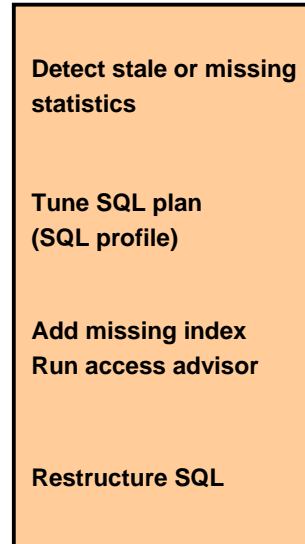 Detect stale or missing
statistics
Tune SQL plan
(SQL profile)
Add missing index
Run access advisor
Restructure SQL